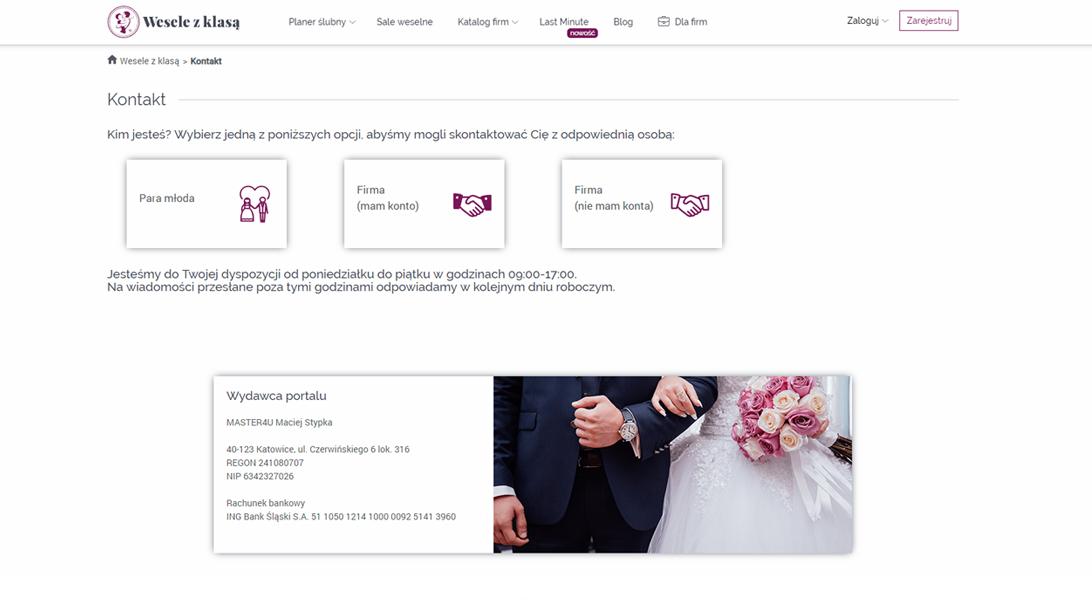 Wesele z klasą
Planer ślubny
Sale weselne
Katalog firm
Last Minute
nowość
Blog
Dla firm
Zaloguj
Zarejestruj
Wesele z klasą > Kontakt
Kontakt
Kim jesteś? Wybierz jedną z poniższych opcji, abyśmy mogli skontaktować Cię z odpowiednią osobą:
Para młoda
Firma
(mam konto)
Firma
(nie mam konta)
Jesteśmy do Twojej dyspozycji od poniedziałku do piątku w godzinach 09:00-17:00.
Na wiadomości przesłane poza tymi godzinami odpowiadamy w kolejnym dniu roboczym.
Wydawca portalu
MASTER4U Maciej Stypka
40-123 Katowice, ul. Czerwińskiego 6 lok. 316
REGON 241080707
NIP 6342327026
Rachunek bankowy
ING Bank Śląski S.A. 51 1050 1214 1000 0092 5141 3960